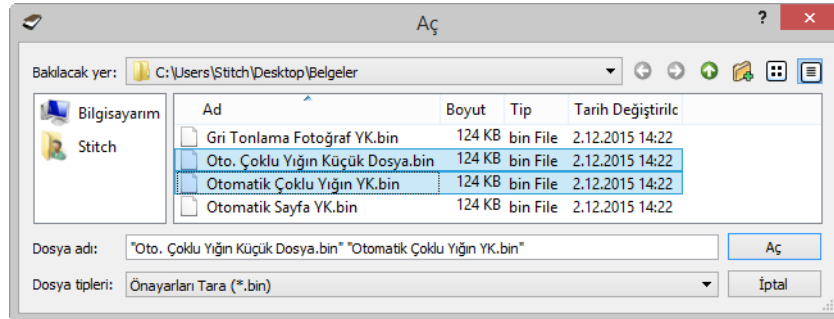 Aç
?
Bakılacak yer: C:\Users\Stitch\Desktop\Belgeler
Bilgisayarım
Stitch
Ad Boyut Tip Tarih Değiştirilc
Gri Tonlama Fotoğraf YK.bin 124 KB bin File 2.12.2015 14:22
Oto. Çoklu Yığın Küçük Dosya.bin 124 KB bin File 2.12.2015 14:22
Otomatik Çoklu Yığın YK.bin 124 KB bin File 2.12.2015 14:22
Otomatik Sayfa YK.bin 124 KB bin File 2.12.2015 14:22
Dosya adı: "Oto. Çoklu Yığın Küçük Dosya.bin" "Otomatik Çoklu Yığın YK.bin" Aç
Dosya tipleri: Önayarları Tara (*.bin) İptal